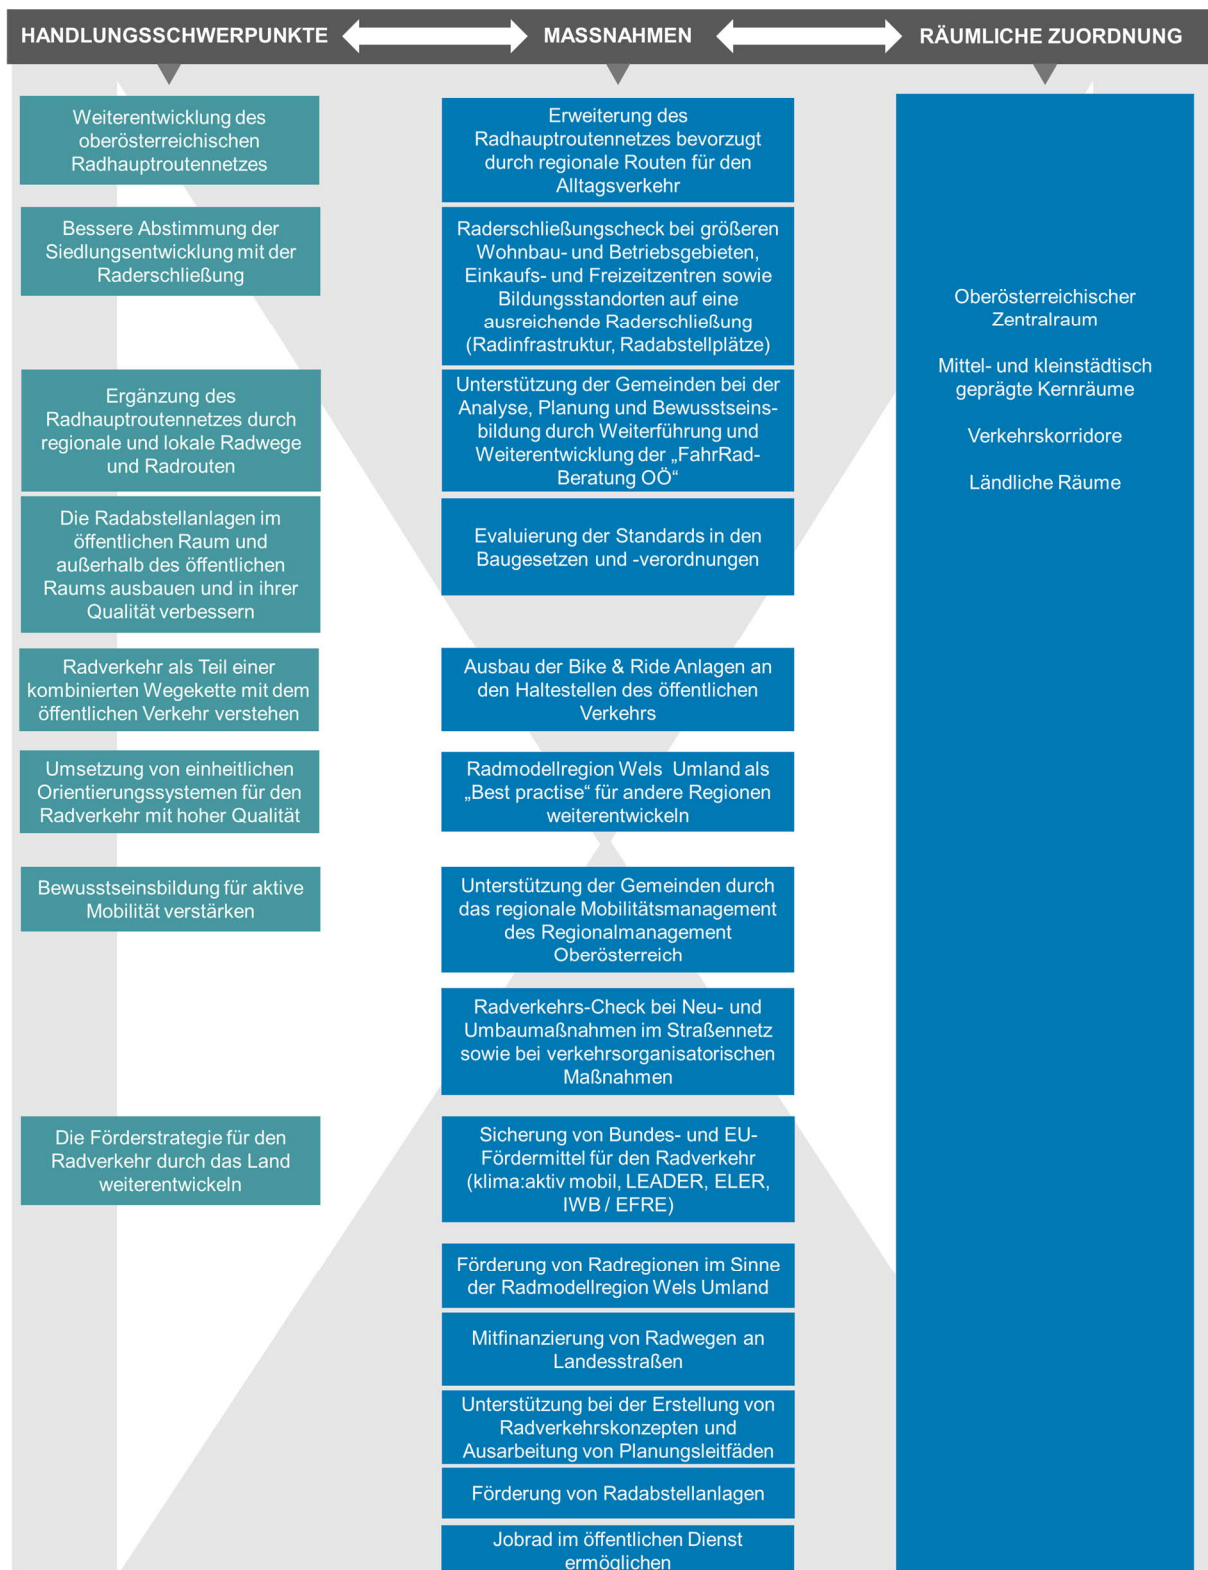 HANDLUNGSSCHWERPUNKTE
MASSNAHMEN
RÄUMLICHE ZUORDNUNG
Weiterentwicklung des
oberösterreichischen
Radhauptroutennetzes
Bessere Abstimmung der
Siedlungsentwicklung mit der
Raderschließung
Ergänzung des
Radhauptroutennetzes durch
regionale und lokale Radwege
und Radrouten
Die Radabstellanlagen im
öffentlichen Raum und
außerhalb des öffentlichen
Raums ausbauen und in ihrer
Qualität verbessern
Radverkehr als Teil einer
kombinierten Wegekette mit dem
öffentlichen Verkehr verstehen
Umsetzung von einheitlichen
Orientierungssystemen für den
Radverkehr mit hoher Qualität
Bewusstseinsbildung für aktive
Mobilität verstärken
Die Förderstrategie für den
Radverkehr durch das Land
weiterentwickeln
Erweiterung des
Radhauptroutennetzes bevorzugt
durch regionale Routen für den
Alltagsverkehr
Raderschließungscheck bei größeren
Wohnbau- und Betriebsgebieten,
Einkaufs- und Freizeitzentren sowie
Bildungsstandorten auf eine
ausreichende Raderschließung
(Radinfrastruktur, Radabstellplätze)
Unterstützung der Gemeinden bei der
Analyse, Planung und Bewusstseins-
bildung durch Weiterführung und
Weiterentwicklung der „FahrRad-
Beratung OÖ“
Evaluierung der Standards in den
Baugesetzen und -verordnungen
Ausbau der Bike & Ride Anlagen an
den Haltestellen des öffentlichen
Verkehrs
Radmodellregion Wels Umland als
„Best practise“ für andere Regionen
weiterentwickeln
Unterstützung der Gemeinden durch
das regionale Mobilitätsmanagement
des Regionalmanagement
Oberösterreich
Radverkehrs-Check bei Neu- und
Umbaumaßnahmen im Straßennetz
sowie bei verkehrsorganisatorischen
Maßnahmen
Sicherung von Bundes- und EU-
Fördermittel für den Radverkehr
(klima:aktiv mobil, LEADER, ELER,
IWB / EFRE)
Förderung von Radregionen im Sinne
der Radmodellregion Wels Umland
Mitfinanzierung von Radwegen an
Landesstraßen
Unterstützung bei der Erstellung von
Radverkehrskonzepten und
Ausarbeitung von Planungsleitfäden
Förderung von Radabstellanlagen
Jobrad im öffentlichen Dienst
ermöglichen
Oberösterreichischer
Zentralraum
Mittel- und kleinstädtisch
geprägte Kernräume
Verkehrskorridore
Ländliche Räume